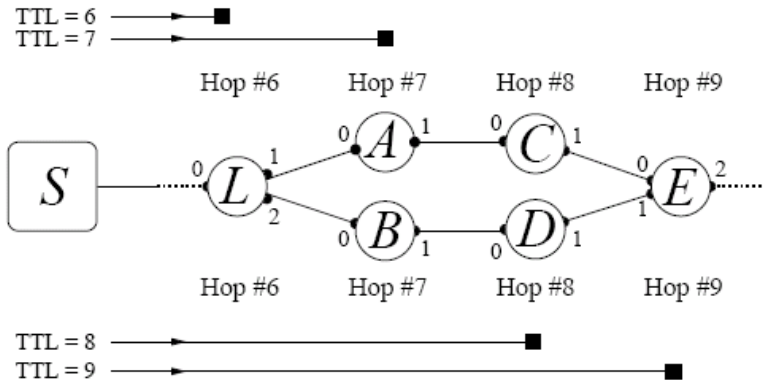 TTL = 6
TTL = 7
Hop #6 Hop #7 Hop #8 Hop #9
0 1 0 1
1 A C 0 2
S 0 L E
2 B D 1
0 1 0 1
Hop #6 Hop #7 Hop #8 Hop #9
TTL = 8
TTL = 9